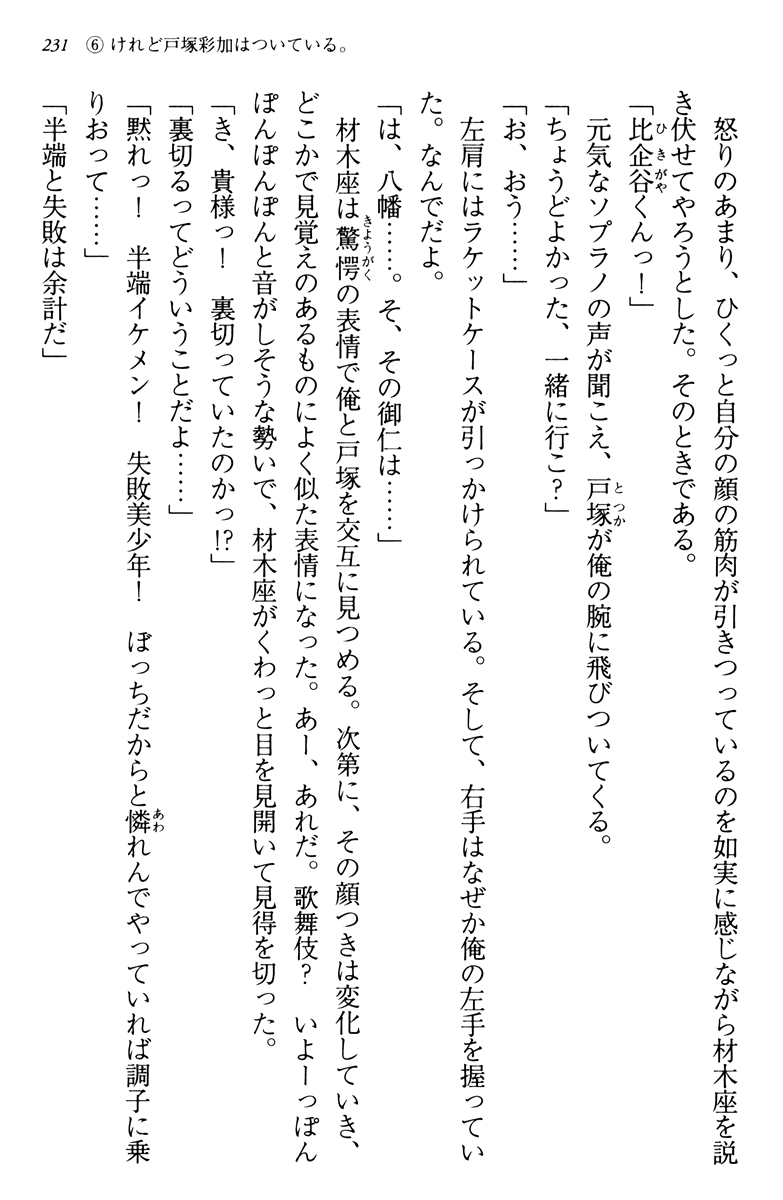 231 ⑥けれど戸塚彩加はついている。
　怒りのあまり、ひくっと自分の顔の筋肉が引きつっているのを如実に感じながら材木座を説
き伏せてやろうとした。そのときである。
「比企谷くんっ！」
　元気なソプラノの声が聞こえ、戸塚が俺の腕に飛びついてくる。
「ちょうどよかった、一緒に行こ？」
「お、おう……」
　左肩にはラケットケースが引っかけられている。そして、右手はなぜか俺の左手を握ってい
た。なんでだよ。
「は、八幡……。そ、その御仁は……」
　材木座は驚愕の表情で俺と戸塚を交互に見つめる。次第に、その顔つきは変化していき、
どこかで見覚えのあるものによく似た表情になった。あー、あれだ。歌舞伎？　いよーっぽん
ぽんぽんぽんと音がしそうな勢いで、材木座がくわっと目を見開いて見得を切った。
「き、貴様っ！　裏切っていたのかっ!?」
「裏切るってどういうことだよ……」
「黙れっ！　半端イケメン！　失敗美少年！　ぼっちだからと憐れんでやっていれば調子に乗
りおって……」
「半端と失敗は余計だ」